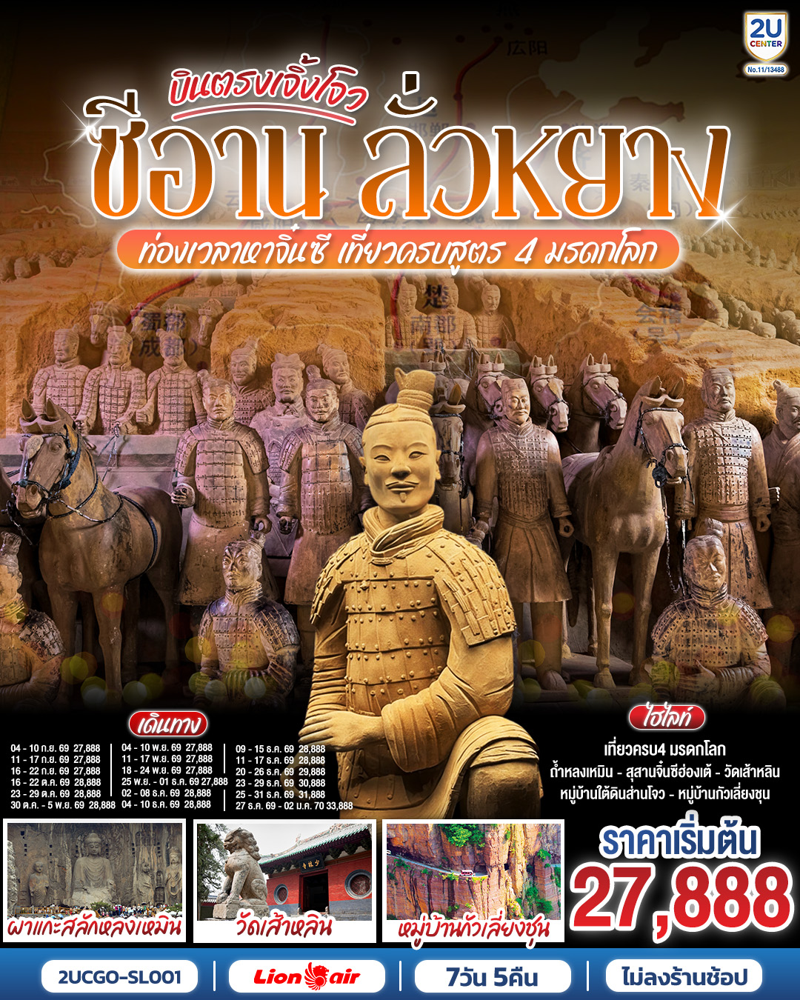 2U
CENTER
No.11/13488
広阳
บินตรงเจิ้งโจว
ซีอาน ลั่วหยาง
ท่องเวลาหาจิ๋นซี เที่ยวครบสูตร 4 มรดกโลก
蜀郡
成都）
楚
南郡
เดินทาง
04 - 10 ก.ย. 69 27,888
11 - 17 ก.ย. 69 27,888
16 - 22 ก.ย. 69 27,888
16 - 22 ต.ค. 69 28,888
23 - 29 ต.ค. 69 28,888
30 ต.ค. - 5 พ.ย. 69 28,888
04 - 10 พ.ย. 69 27,888
11 - 17 พ.ย. 69 27,888
18 - 24 พ.ย. 69 27,888
25 พ.ย. - 01 ธ.ค. 69 27,888
02 - 08 ธ.ค. 69 28,888
04 - 10 ธ.ค. 69 28,888
09 - 15 ธ.ค. 69 28,888
11 - 17 ธ.ค. 69 28,888
20 - 26 ธ.ค. 69 29,888
23 - 29 ธ.ค. 69 30,888
25 - 31 ธ.ค. 69 31,888
27 ธ.ค. 69 - 02 ม.ค. 70 33,888
ไฮไลท์
เที่ยวครบ4 มรดกโลก
ถ้ำหลงเหมิน - สุสานจิ๋นซีฮ่องเต้ - วัดเส้าหลิน
หมู่บ้านใต้ดินส่านโจว - หมู่บ้านกัวเลี่ยงชุน
ผาแกะสลักหลงเหมิน
少林寺
วัดเส้าหลิน
หมู่บ้านกัวเลี่ยงชุน
ราคาเริ่มต้น
27,888
2UCGO-SL001
Lion air
7วัน 5คืน
ไม่ลงร้านช้อป